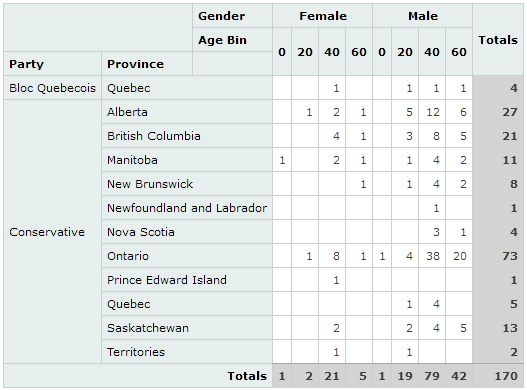 Gender Female Male Totals
Age Bin 0 20 40 60 0 20 40 60
Party Province
Bloc Quebecois Quebec 1 1 1 1 4
Conservative Alberta 1 2 1 5 12 6 27
British Columbia 4 1 3 8 5 21
Manitoba 1 2 1 1 4 2 11
New Brunswick 1 1 4 2 8
Newfoundland and Labrador 1 1
Nova Scotia 3 1 4
Ontario 1 8 1 1 4 38 20 73
Prince Edward Island 1 1
Quebec 1 4 5
Saskatchewan 2 2 4 5 13
Territories 1 1 2
Totals 1 2 21 5 1 19 79 42 170